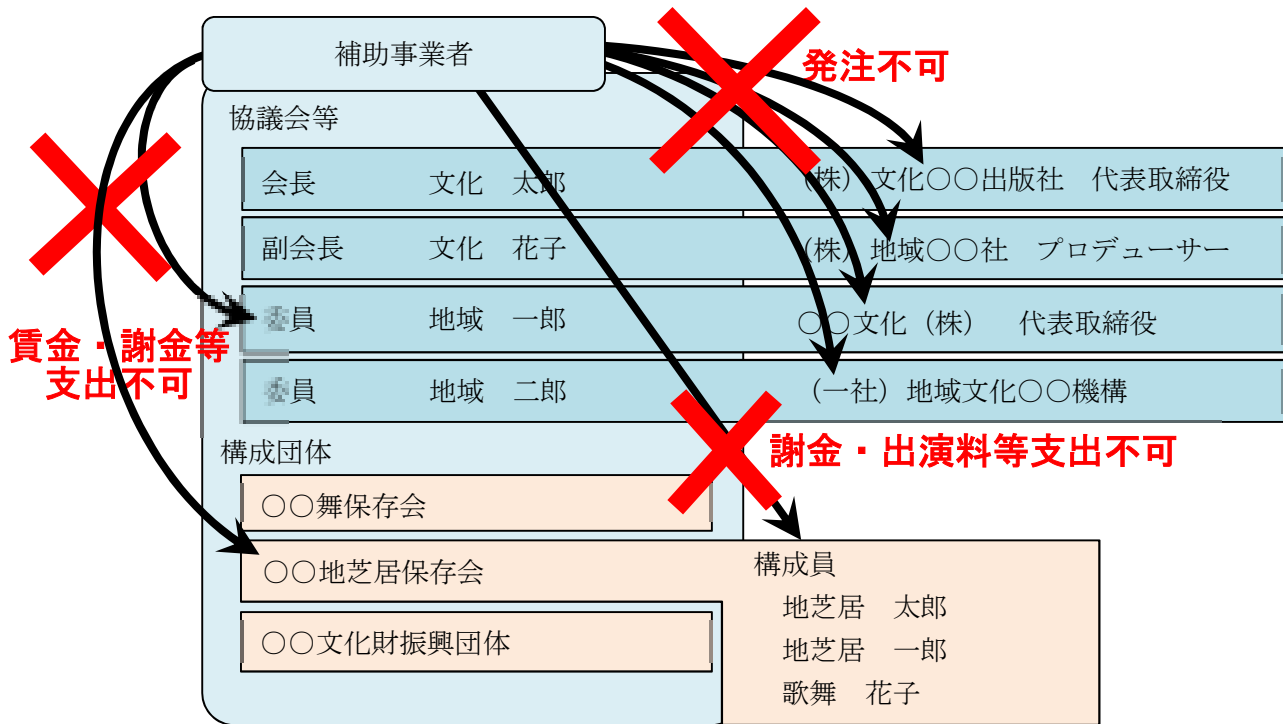 補助事業者
発注不可
協議会等
会長 文化 太郎 (株) 文化○○出版社 代表取締役
副会長 文化 花子 (株) 地域○○社 プロデューサー
委員 地域 一郎 ○○文化 (株) 代表取締役
賃金・謝金等
支出不可
委員 地域 二郎 (一社) 地域文化○○機構
構成団体
謝金・出演料等支出不可
○○舞保存会
○○地芝居保存会
○○文化財振興団体
構成員
地芝居 太郎
地芝居 一郎
歌舞 花子